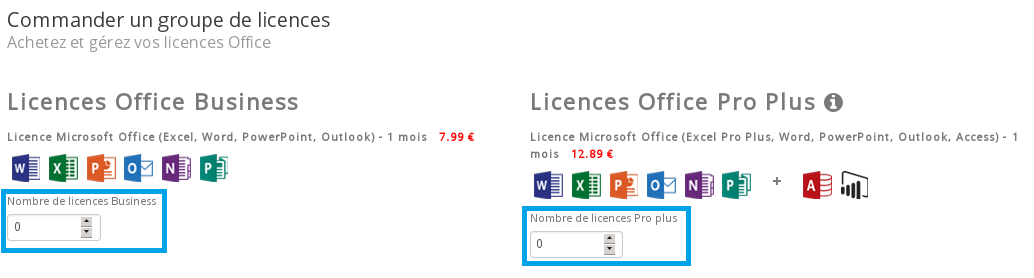 Commander un groupe de licences
Achetez et gérez vos licences Office
Licences Office Business
Licence Microsoft Office (Excel, Word, PowerPoint, Outlook) - 1 mois 7.99 €
Nombre de licences Business
0
Licences Office Pro Plus
Licence Microsoft Office (Excel Pro Plus, Word, PowerPoint, Outlook, Access) - 1
mois 12.89 €
+
Nombre de licences Pro plus
0